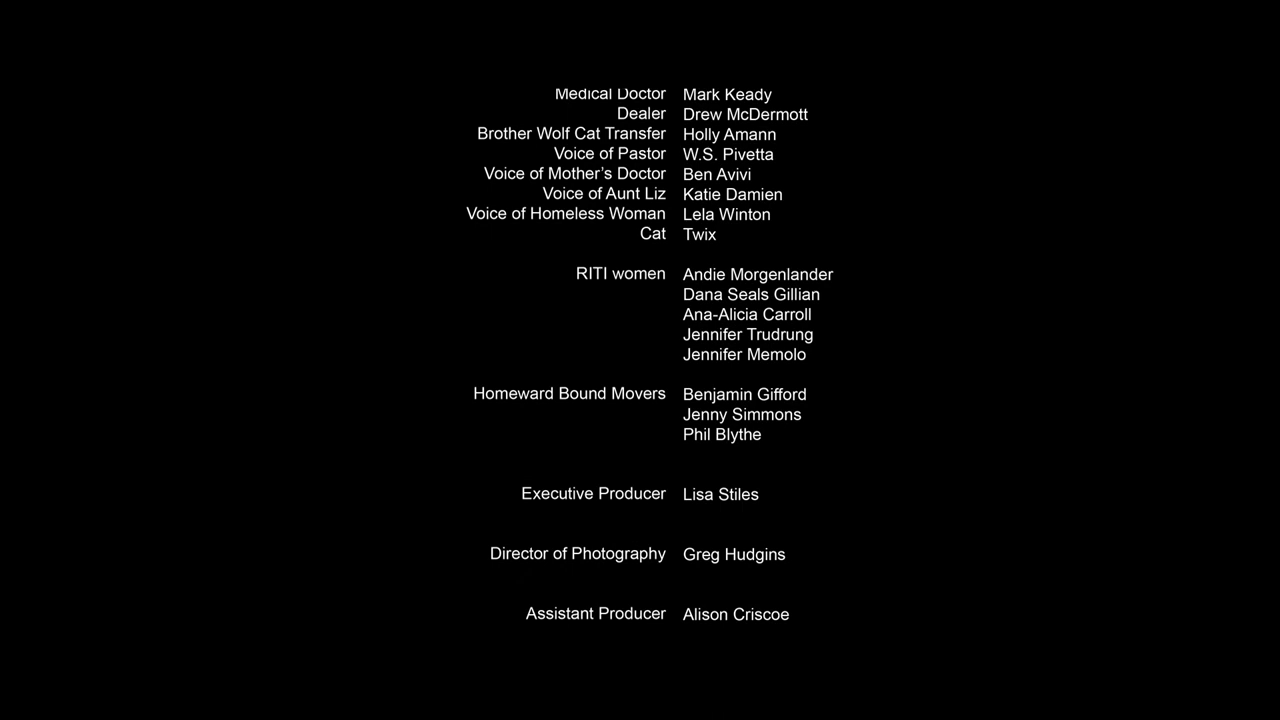 Medical Doctor Mark Keady
Dealer Drew McDermott
Brother Wolf Cat Transfer Holly Amann
Voice of Pastor W.S. Pivetta
Voice of Mother's Doctor Ben Avivi
Voice of Aunt Liz Katie Damien
Voice of Homeless Woman Lela Winton
Cat Twix
RITI women Andie Morgenlander
Dana Seals Gillian
Ana-Alicia Carroll
Jennifer Trudrung
Jennifer Memolo
Homeward Bound Movers Benjamin Gifford
Jenny Simmons
Phil Blythe
Executive Producer Lisa Stiles
Director of Photography Greg Hudgins
Assistant Producer Alison Criscoe